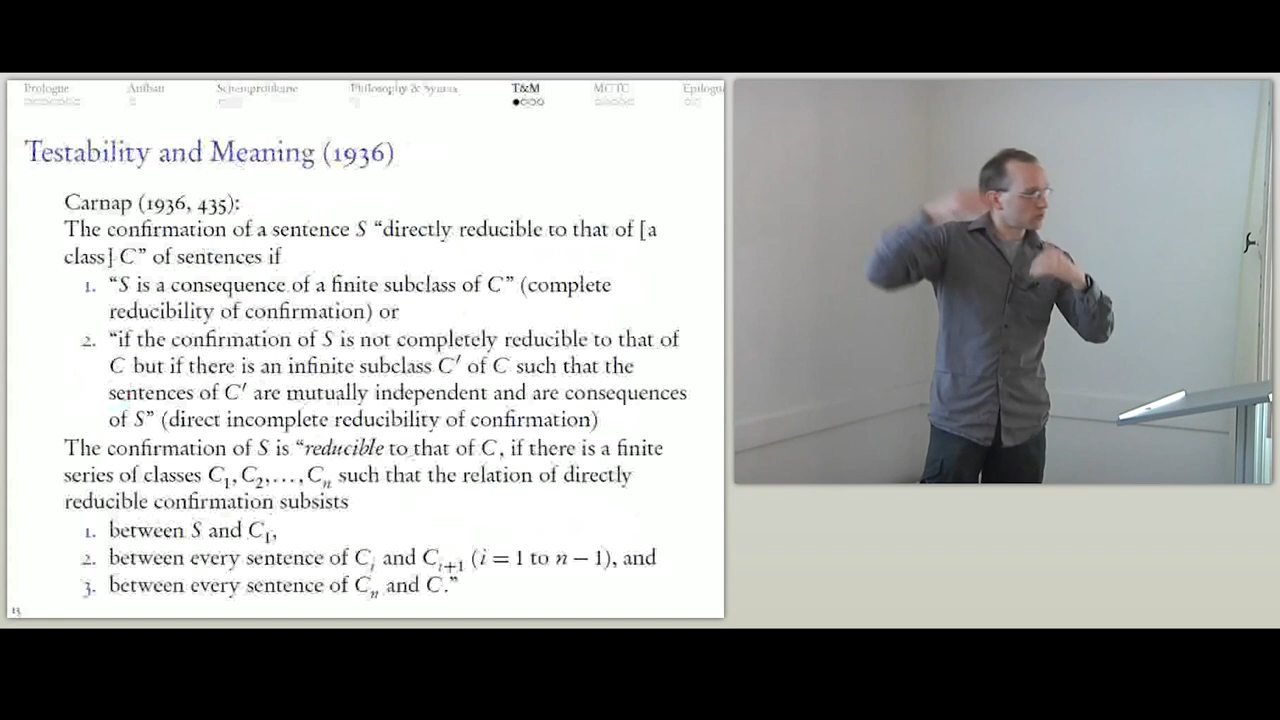 Prologue Aufbau Scheinprobleme Philosophy & Syntax T&M MCTC Epilogue
Testability and Meaning (1936)
Carnap (1936, 435):
The confirmation of a sentence S “directly reducible to that of [a
class] C” of sentences if
1. “S is a consequence of a finite subclass of C” (complete
reducibility of confirmation) or
2. “if the confirmation of S is not completely reducible to that of
C but if there is an infinite subclass C′ of C such that the
sentences of C′ are mutually independent and are consequences
of S” (direct incomplete reducibility of confirmation)
The confirmation of S is “reducible to that of C, if there is a finite
series of classes C₁, C₂, . . . , Cₙ such that the relation of directly
reducible confirmation subsists
1. between S and C₁,
2. between every sentence of Cᵢ and Cᵢ₊₁ (i = 1 to n − 1), and
3. between every sentence of Cₙ and C.”
13